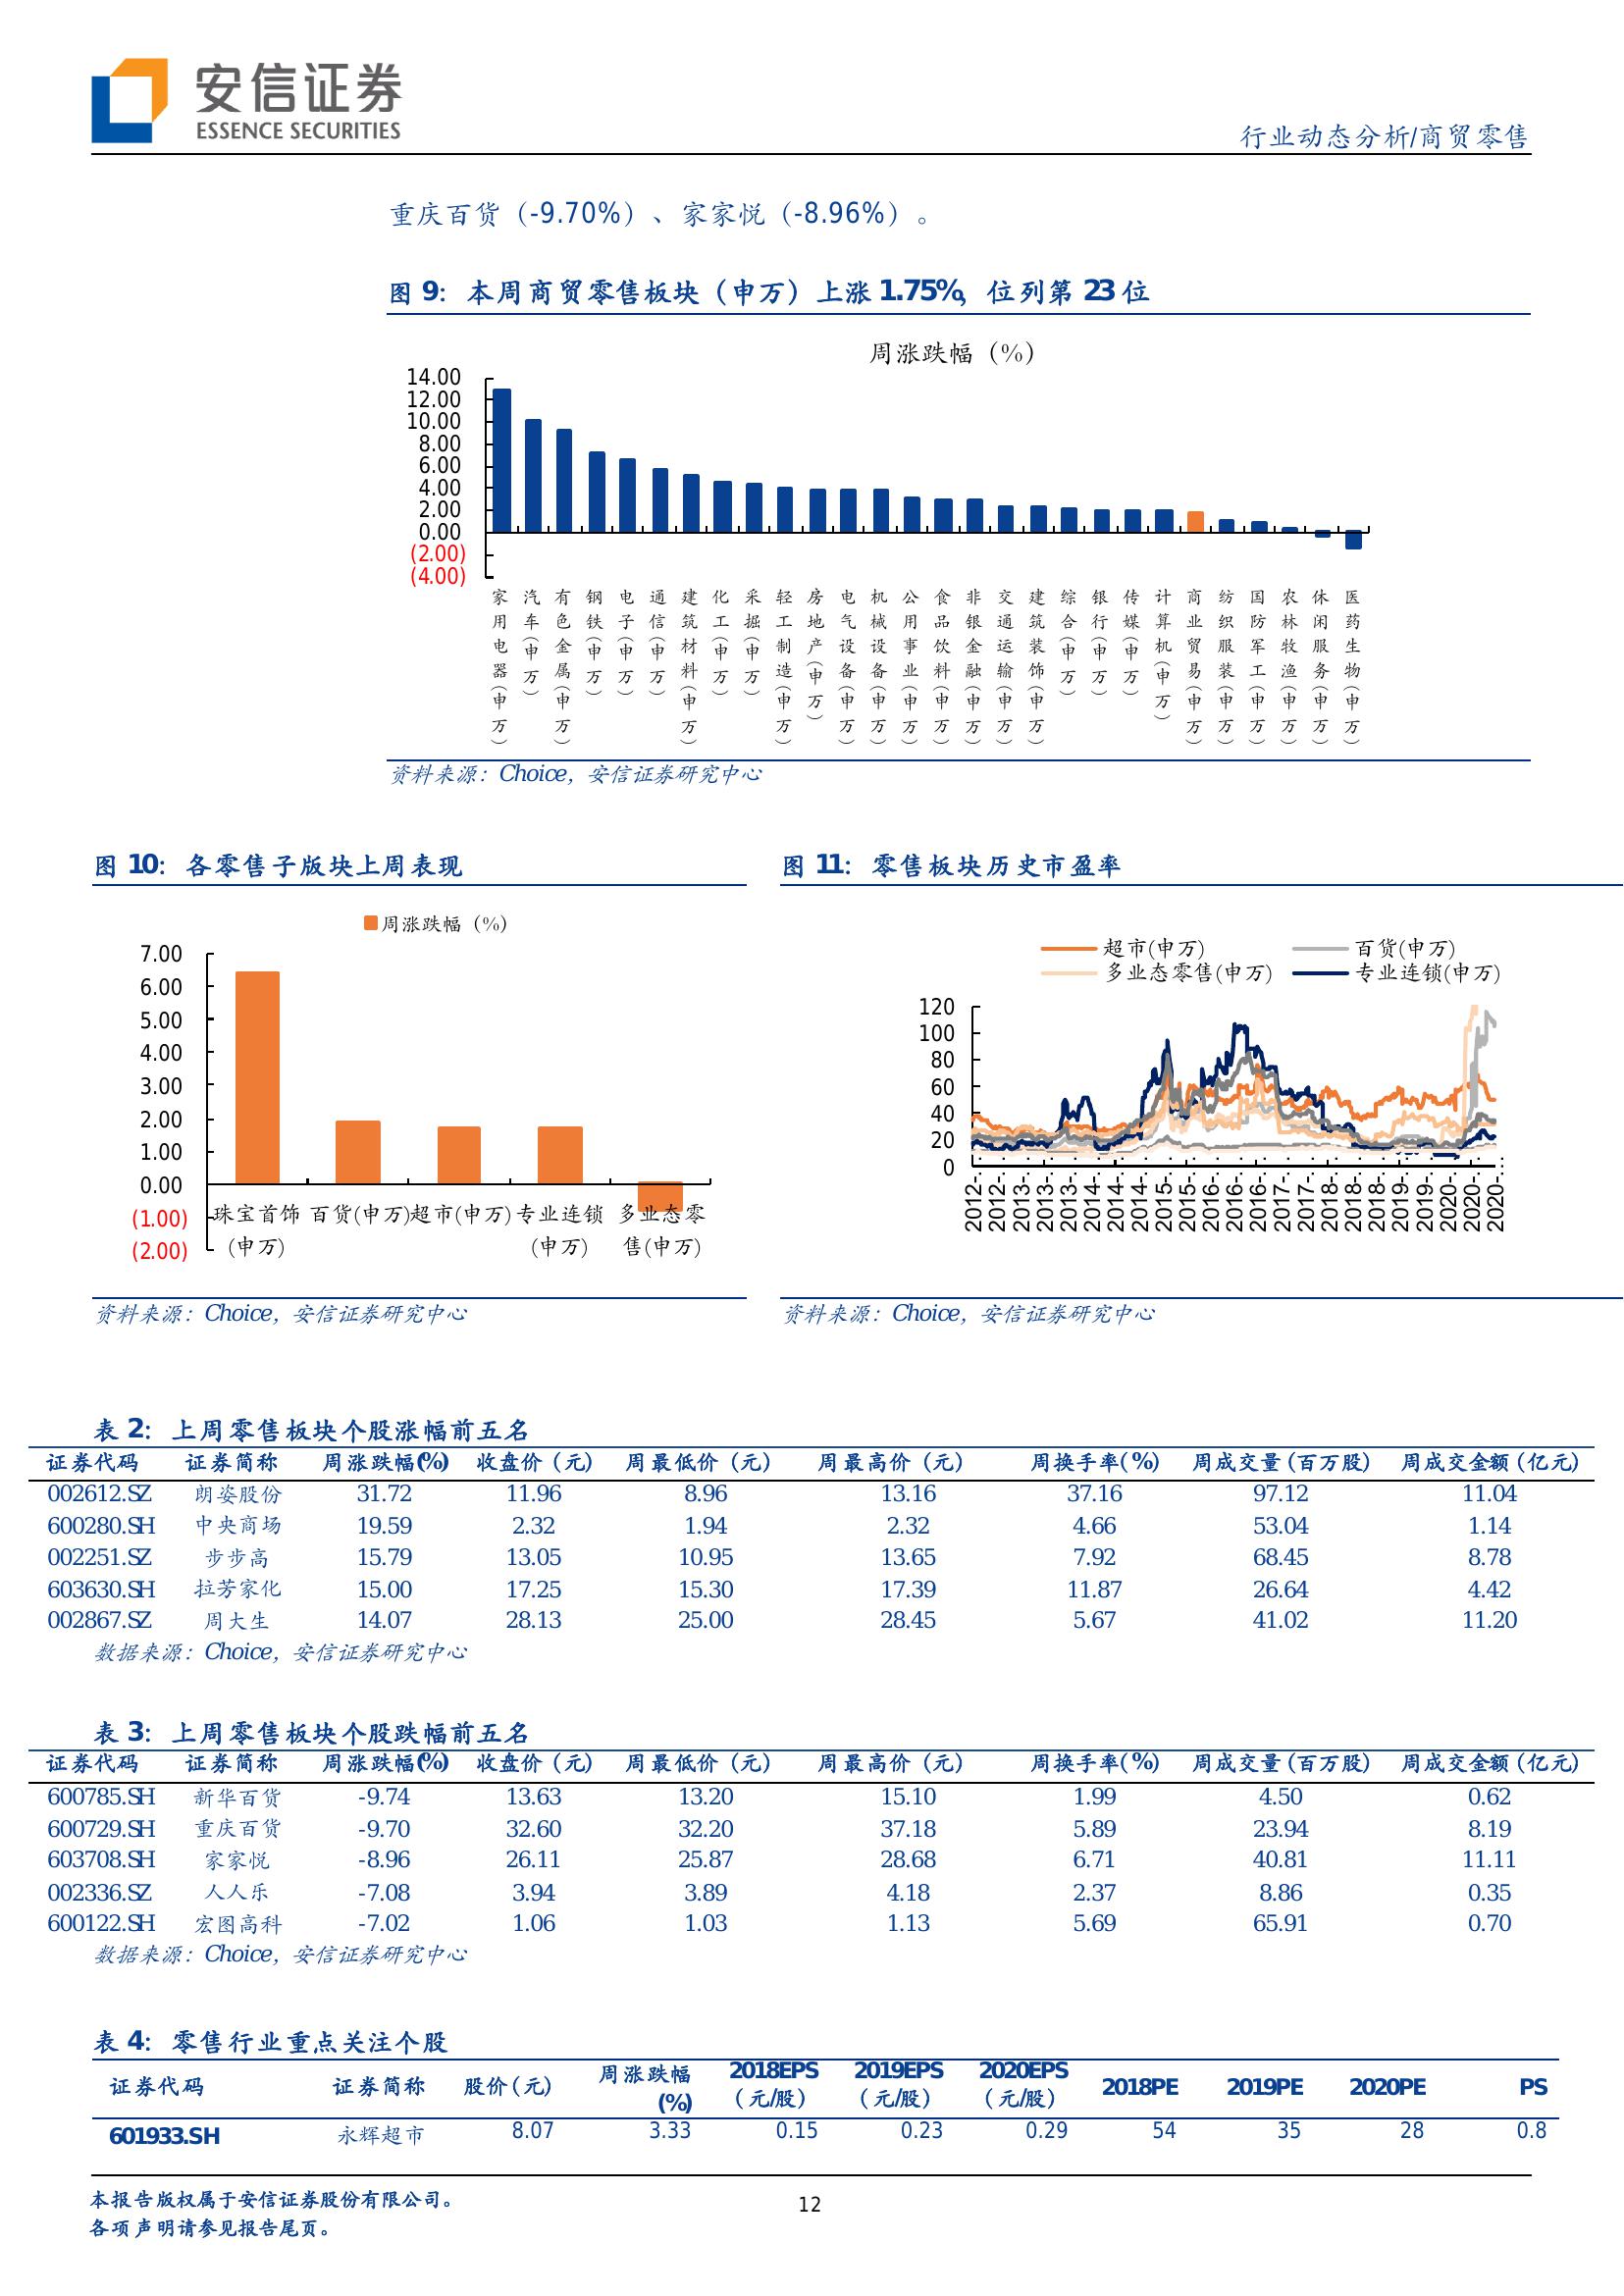 安信证券
ESSENCE SECURITIES
行业动态分析/商贸零售
重庆百货（-9.70%）、家家悦（-8.96%）。
图 9：本周商贸零售板块（申万）上涨 1.75%，位列第 23 位
周涨跌幅（%）
14.00
12.00
10.00
8.00
6.00
4.00
2.00
0.00
(2.00)
(4.00)
家用电器(申万)
汽车(申万)
有色金属(申万)
钢铁(申万)
电子(申万)
通信(申万)
建筑材料(申万)
化工(申万)
采掘(申万)
轻工制造(申万)
房地产(申万)
电气设备(申万)
机械设备(申万)
公用事业(申万)
食品饮料(申万)
非银金融(申万)
交通运输(申万)
建筑装饰(申万)
综合(申万)
银行(申万)
传媒(申万)
计算机(申万)
商业贸易(申万)
纺织服装(申万)
国防军工(申万)
农林牧渔(申万)
休闲服务(申万)
医药生物(申万)
资料来源：Choice，安信证券研究中心
图 10：各零售子版块上周表现
周涨跌幅（%）
7.00
6.00
5.00
4.00
3.00
2.00
1.00
0.00
(1.00)
(2.00)
珠宝首饰(申万)
百货(申万)
超市(申万)
专业连锁(申万)
多业态零售(申万)
资料来源：Choice，安信证券研究中心
图 11：零售板块历史市盈率
超市(申万) 百货(申万)
多业态零售(申万) 专业连锁(申万)
120
100
80
60
40
20
0
2012-
2012-
2013-
2013-
2013-
2014-
2014-
2015-
2015-
2016-
2016-
2016-
2017-
2017-
2018-
2018-
2018-
2019-
2019-
2020-
2020-
2020-
资料来源：Choice，安信证券研究中心
表 2：上周零售板块个股涨幅前五名
证券代码 证券简称 周涨跌幅(%) 收盘价（元） 周最低价（元） 周最高价（元） 周换手率(%) 周成交量(百万股) 周成交金额(亿元)
002612.SZ 朗姿股份 31.72 11.96 8.96 13.16 37.16 97.12 11.04
600280.SH 中央商场 19.59 2.32 1.94 2.32 4.66 53.04 1.14
002251.SZ 步步高 15.79 13.05 10.95 13.65 7.92 68.45 8.78
603630.SH 拉芳家化 15.00 17.25 15.30 17.39 11.87 26.64 4.42
002867.SZ 周大生 14.07 28.13 25.00 28.45 5.67 41.02 11.20
数据来源：Choice，安信证券研究中心
表 3：上周零售板块个股跌幅前五名
证券代码 证券简称 周涨跌幅(%) 收盘价（元） 周最低价（元） 周最高价（元） 周换手率(%) 周成交量(百万股) 周成交金额(亿元)
600785.SH 新华百货 -9.74 13.63 13.20 15.10 1.99 4.50 0.62
600729.SH 重庆百货 -9.70 32.60 32.20 37.18 5.89 23.94 8.19
603708.SH 家家悦 -8.96 26.11 25.87 28.68 6.71 40.81 11.11
002336.SZ 人人乐 -7.08 3.94 3.89 4.18 2.37 8.86 0.35
600122.SH 宏图高科 -7.02 1.06 1.03 1.13 5.69 65.91 0.70
数据来源：Choice，安信证券研究中心
表 4：零售行业重点关注个股
证券代码 证券简称 股价(元) 周涨跌幅(%) 2018EPS（元/股） 2019EPS（元/股） 2020EPS（元/股） 2018PE 2019PE 2020PE PS
601933.SH 永辉超市 8.07 3.33 0.15 0.23 0.29 54 35 28 0.8
本报告版权属于安信证券股份有限公司。
各项声明请参见报告尾页。
12